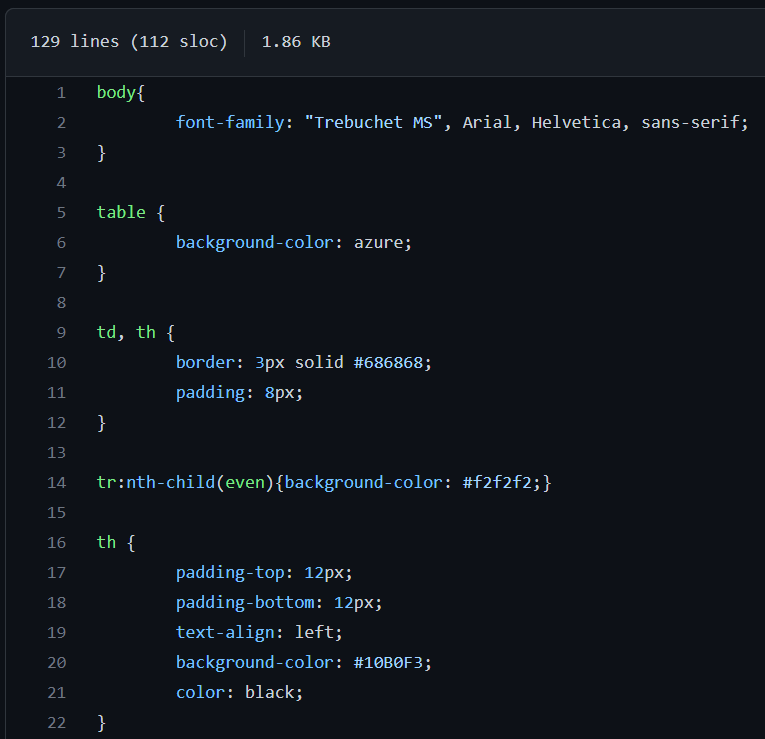 129 lines (112 sloc) 1.86 KB
1 body{
2 font-family: "Trebuchet MS", Arial, Helvetica, sans-serif;
3 }
4
5 table {
6 background-color: azure;
7 }
8
9 td, th {
10 border: 3px solid #686868;
11 padding: 8px;
12 }
13
14 tr:nth-child(even){background-color: #f2f2f2;}
15
16 th {
17 padding-top: 12px;
18 padding-bottom: 12px;
19 text-align: left;
20 background-color: #10B0F3;
21 color: black;
22 }